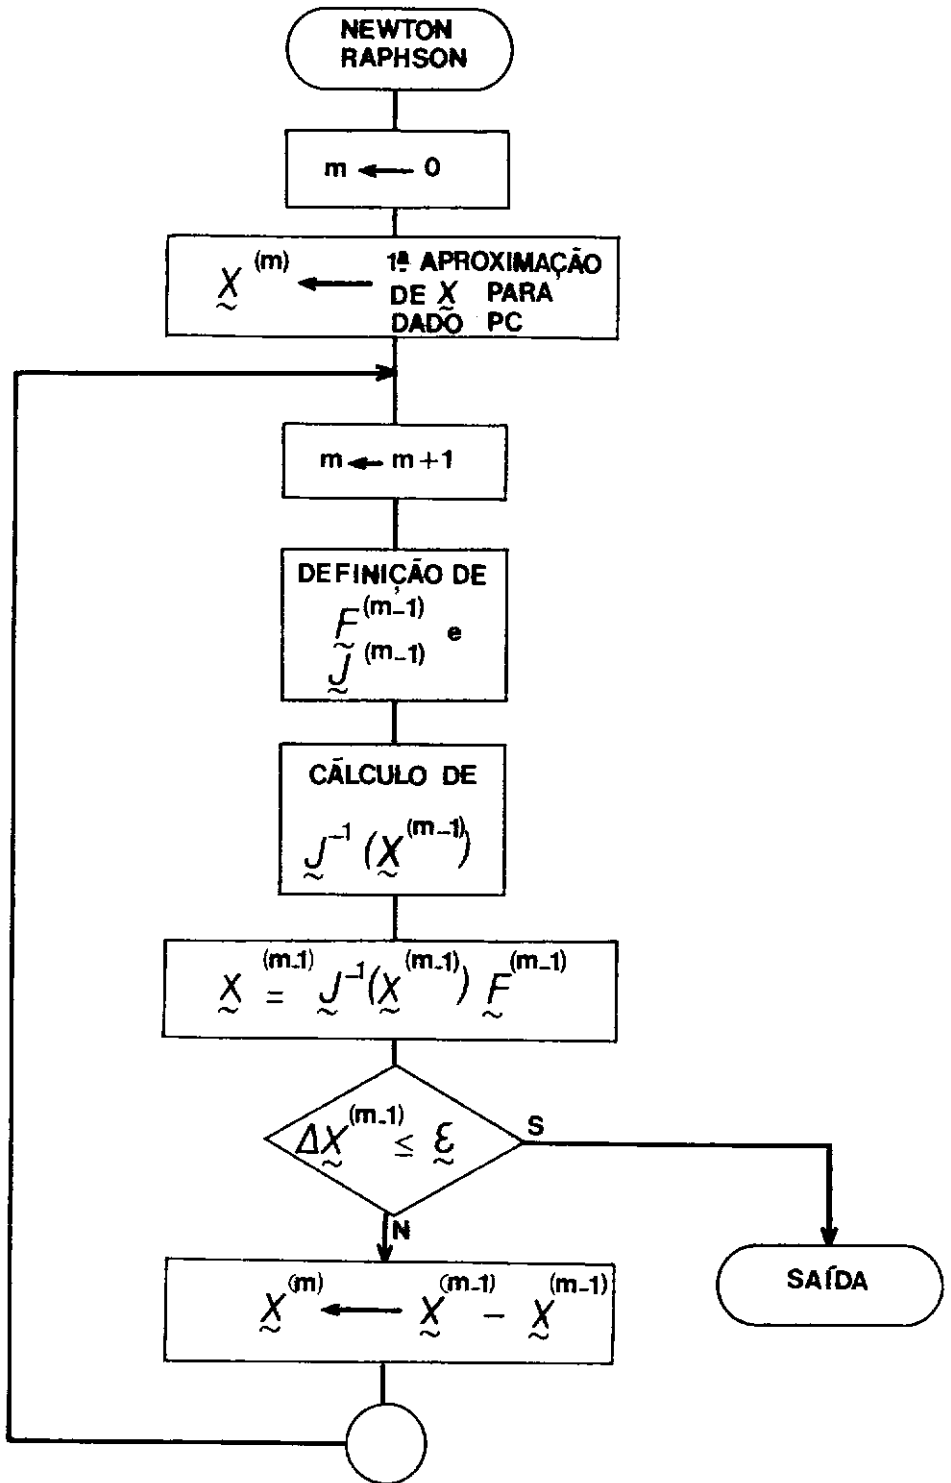 NEWTON
RAPHSON
m ← 0
X̰ ⁽ᵐ⁾ ← 1ª APROXIMAÇÃO
DE X̰ PARA
DADO PC
m ← m+1
DEFINIÇÃO DE
F̰ ⁽ᵐ⁻¹⁾ e
J̰ ⁽ᵐ⁻¹⁾
CÁLCULO DE
J̰⁻¹ (X̰⁽ᵐ⁻¹⁾)
X̰ ⁽ᵐ⁻¹⁾ = J̰⁻¹(X̰⁽ᵐ⁻¹⁾) F̰⁽ᵐ⁻¹⁾
ΔX̰⁽ᵐ⁻¹⁾ ≤ ε̰
S
N
SAÍDA
X̰⁽ᵐ⁾ ← X̰⁽ᵐ⁻¹⁾ − X̰⁽ᵐ⁻¹⁾